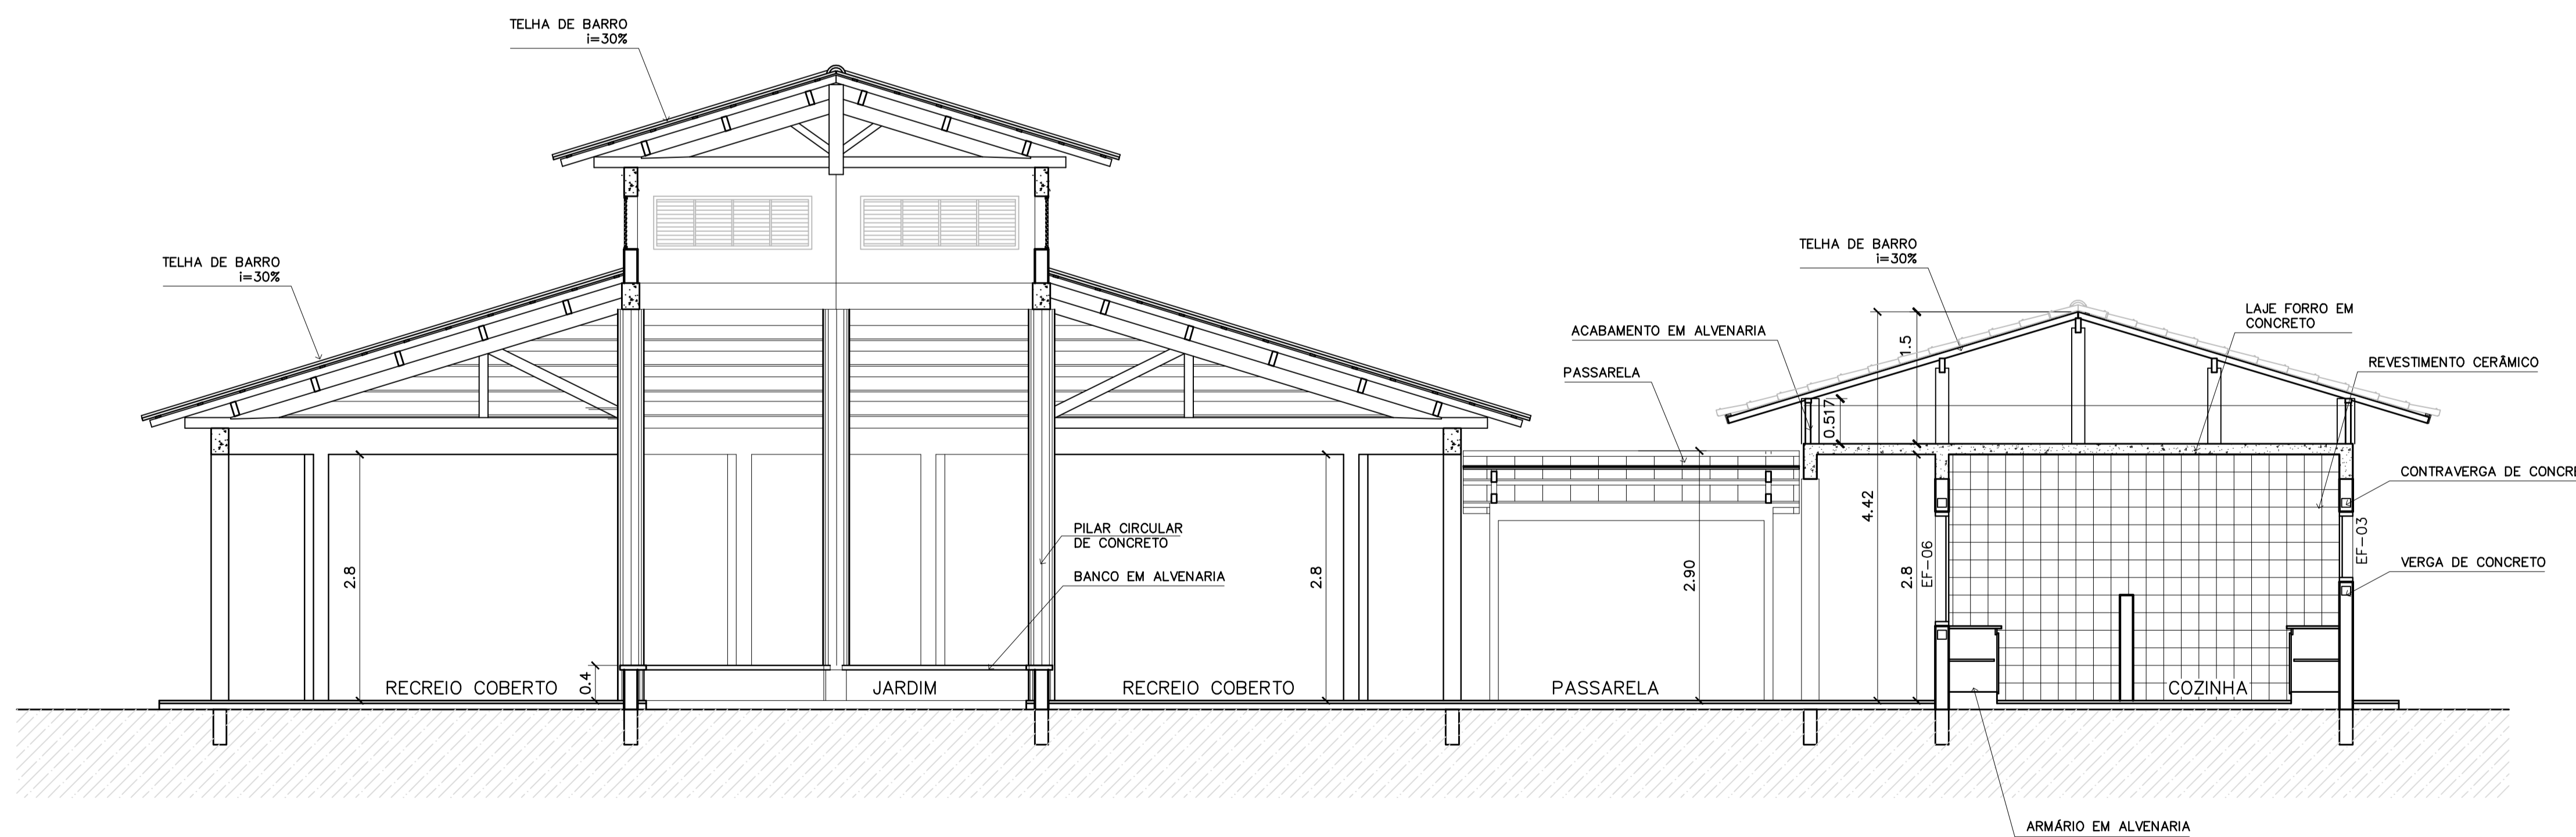 TELHA DE BARRO
i=30%
TELHA DE BARRO
i=30%
TELHA DE BARRO
i=30%
LAJE FORRO EM
CONCRETO
ACABAMENTO EM ALVENARIA
1.5
REVESTIMENTO CERÂMICO
PASSARELA
0.517
CONTRAVERGA DE CONCRE
4.42
PILAR CIRCULAR
DE CONCRETO
EF-03
EF-06
VERGA DE CONCRETO
2.8
2.8
2.90
2.8
BANCO EM ALVENARIA
0.4
RECREIO COBERTO
JARDIM
RECREIO COBERTO
PASSARELA
COZINHA
ARMÁRIO EM ALVENARIA